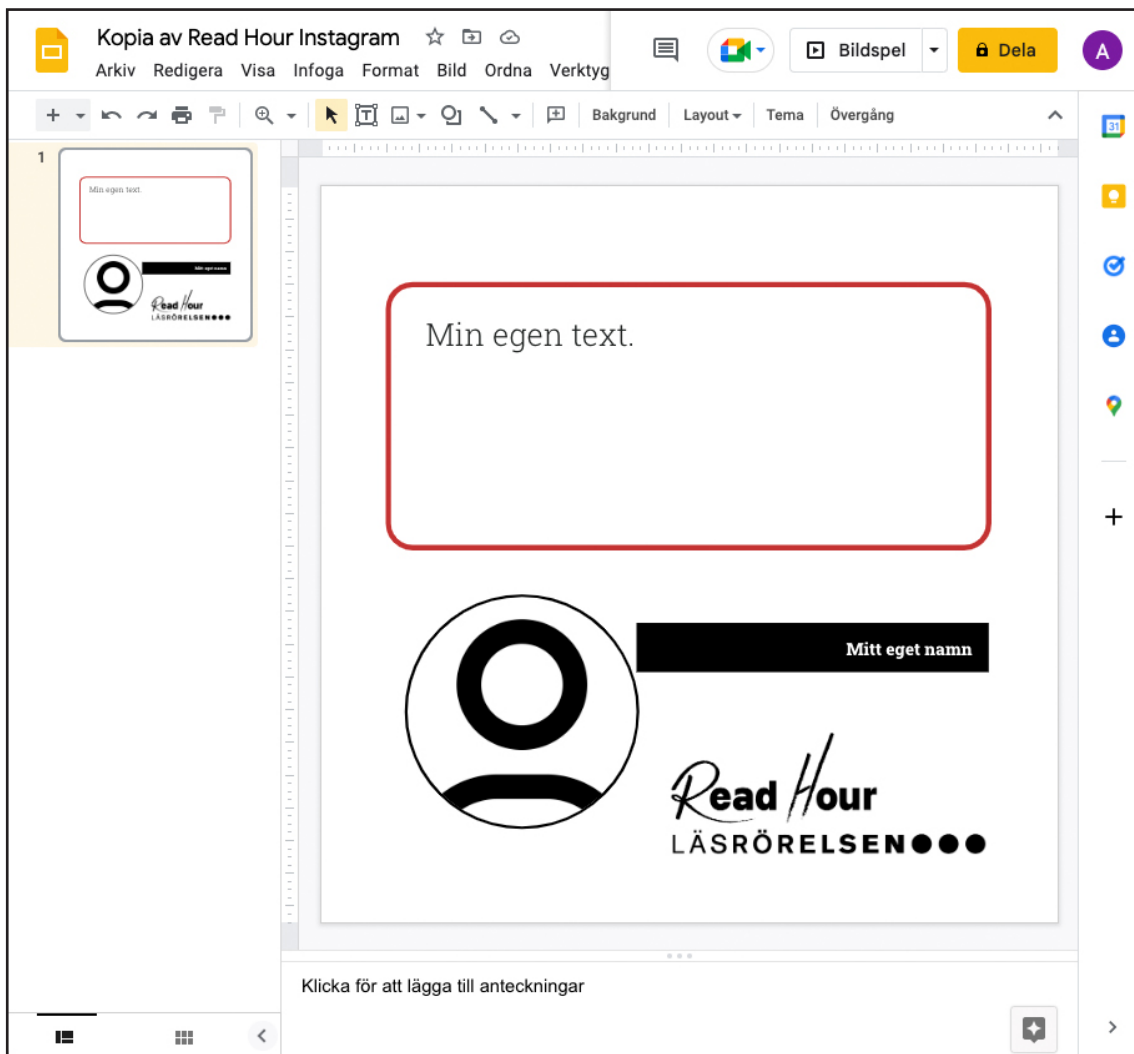 Kopia av Read Hour Instagram
Arkiv Redigera Visa Infoga Format Bild Ordna Verktyg
Bildspel
Dela
A
Bakgrund Layout Tema Övergång
31
1
Min egen text.
Mitt eget namn
Read Hour
LÄSRÖRELSEN
Min egen text.
Mitt eget namn
Read Hour
LÄSRÖRELSEN
Klicka för att lägga till anteckningar